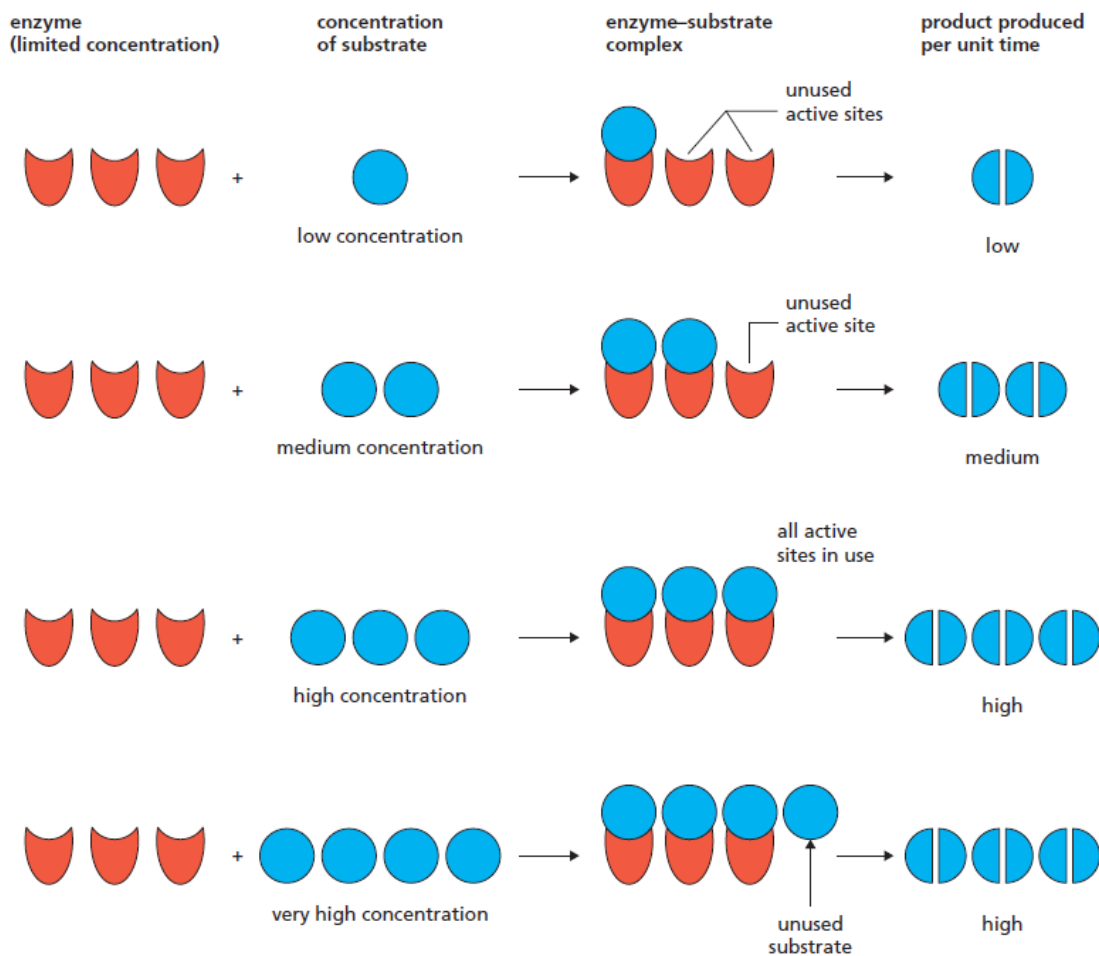 enzyme
(limited concentration)
concentration
of substrate
enzyme–substrate
complex
product produced
per unit time
unused
active sites
+
low concentration
low
unused
active site
+
medium concentration
medium
all active
sites in use
+
high concentration
high
+
very high concentration
unused
substrate
high